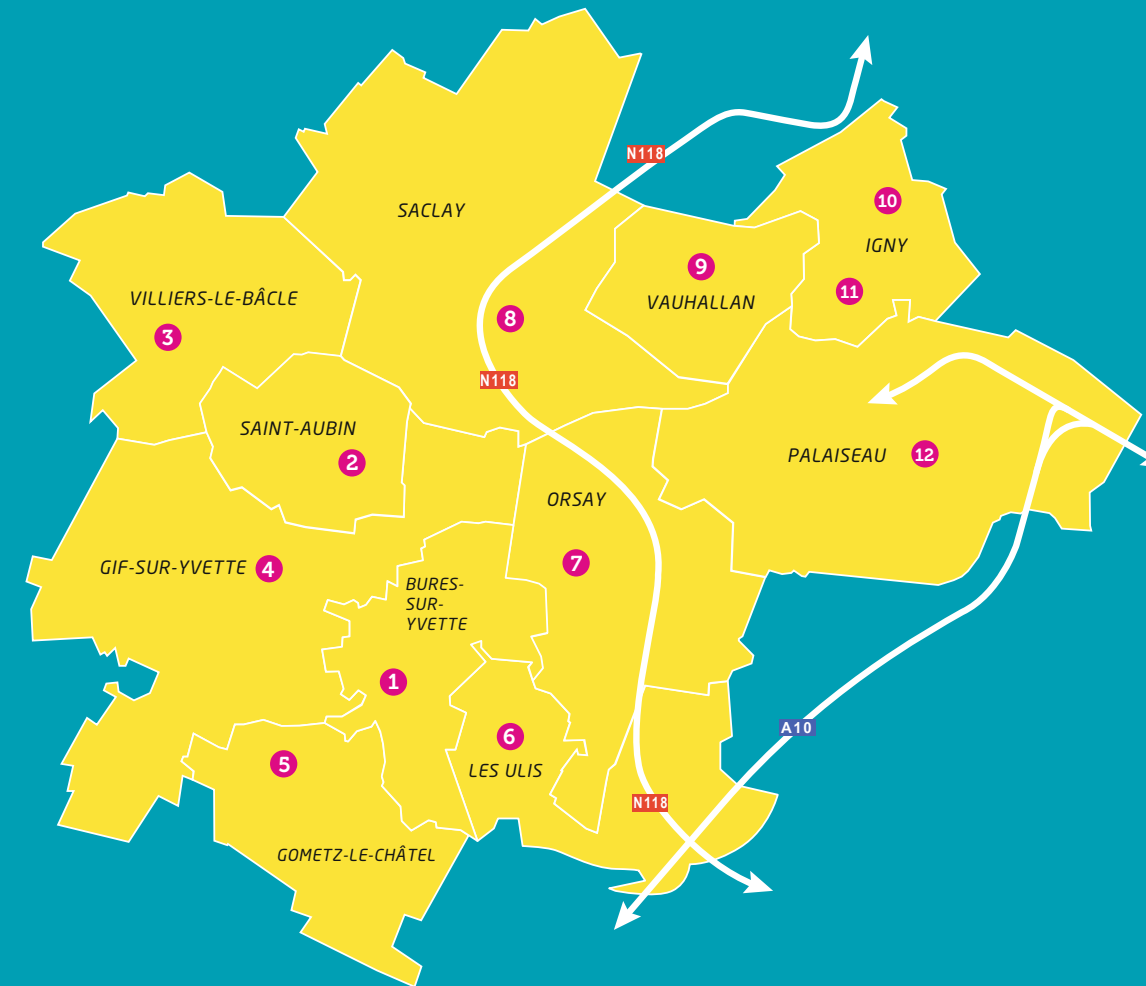 N118
10
SACLAY
IGNY
9
11
VILLIERS-LE-BÂCLE
VAUHALLAN
8
3
N118
SAINT-AUBIN
2
PALAISEAU 12
ORSAY
GIF-SUR-YVETTE 4
7
BURES-
SUR-
YVETTE
1
A10
6
5
LES ULIS
N118
GOMETZ-LE-CHÂTEL